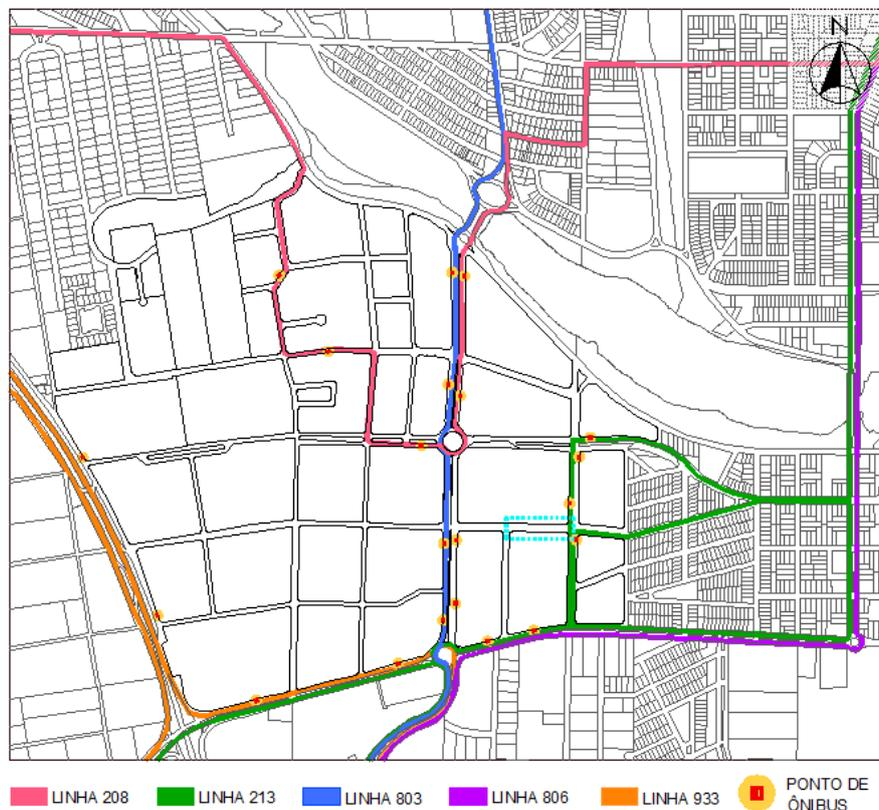 N
LINHA 208
LINHA 213
LINHA 803
LINHA 806
LINHA 933
PONTO DE
ÔNIBUS